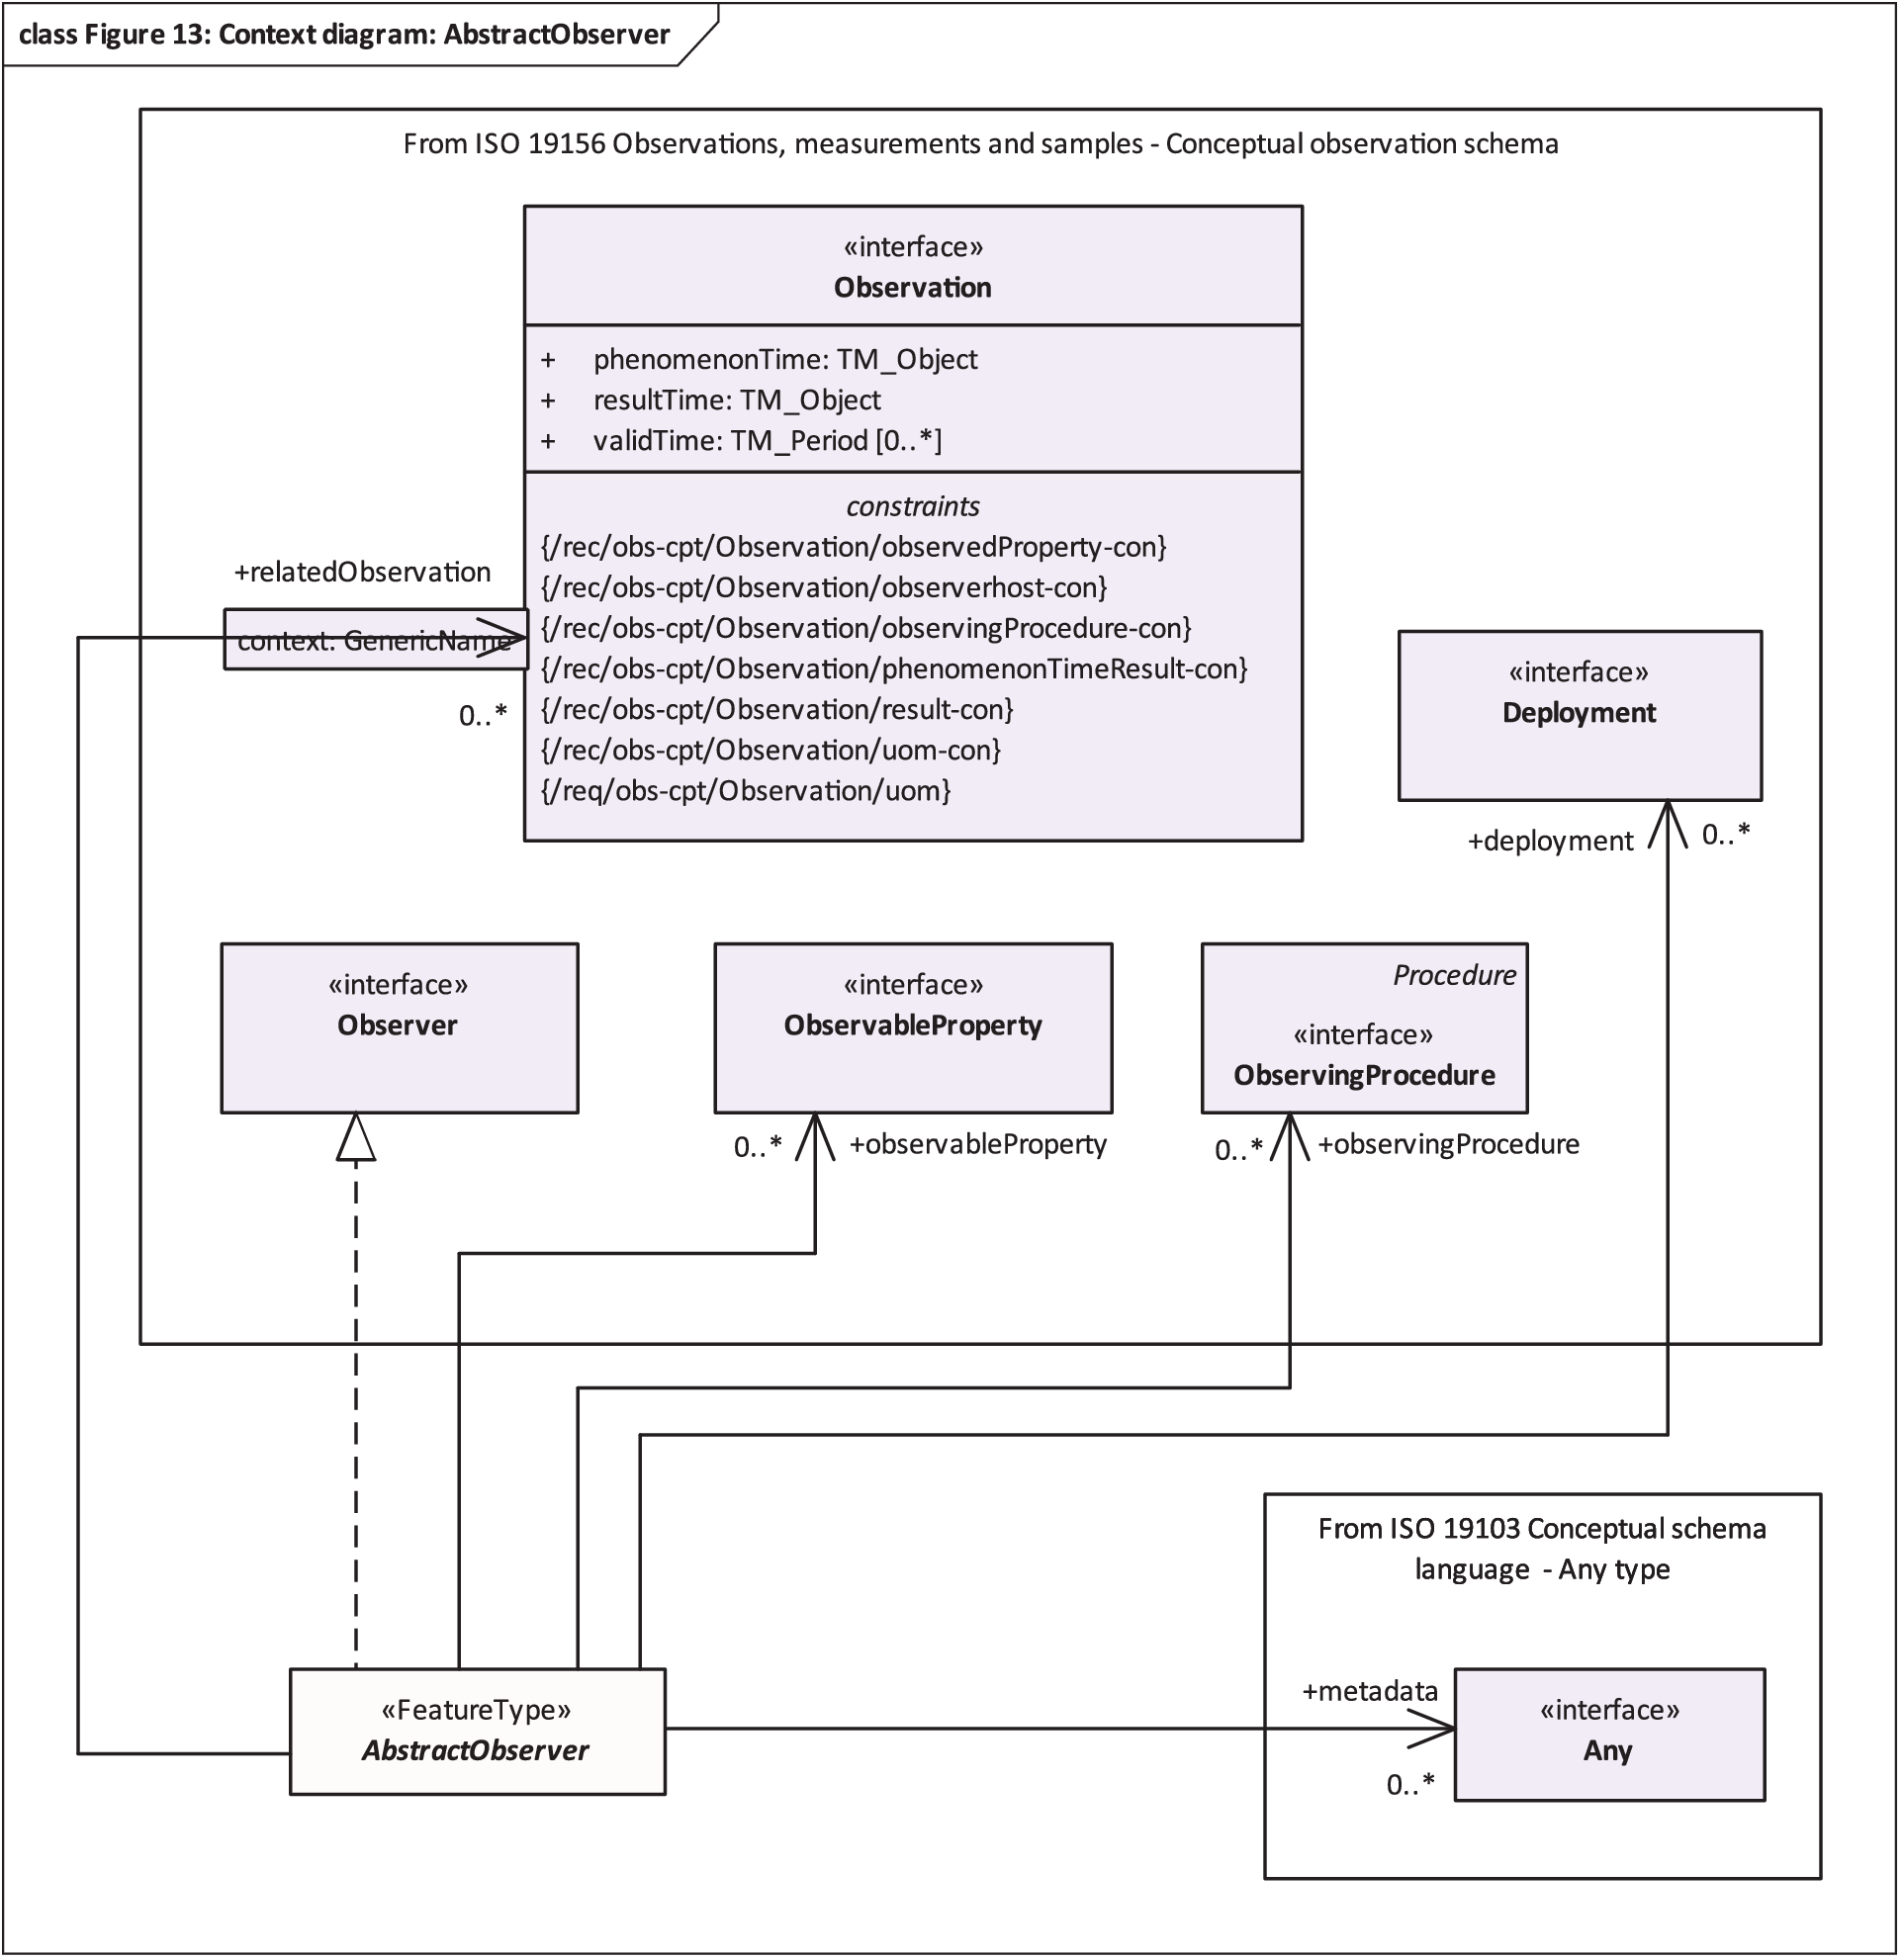 class Figure 13: Context diagram: AbstractObserver
From ISO 19156 Observations, measurements and samples - Conceptual observation schema
«interface»
Observation
+ phenomenonTime: TM_Object
+ resultTime: TM_Object
+ validTime: TM_Period [0..*]
constraints
{/rec/obs-cpt/Observation/observedProperty-con}
{/rec/obs-cpt/Observation/observerhost-con}
{/rec/obs-cpt/Observation/observingProcedure-con}
{/rec/obs-cpt/Observation/phenomenonTimeResult-con}
{/rec/obs-cpt/Observation/result-con}
{/rec/obs-cpt/Observation/uom-con}
{/req/obs-cpt/Observation/uom}
+relatedObservation
context: GenericName
0..*
«interface»
Deployment
+deployment
0..*
«interface»
Observer
«interface»
ObservableProperty
0..*
+observableProperty
Procedure
«interface»
ObservingProcedure
0..*
+observingProcedure
From ISO 19103 Conceptual schema
language - Any type
«FeatureType»
AbstractObserver
+metadata
0..*
«interface»
Any